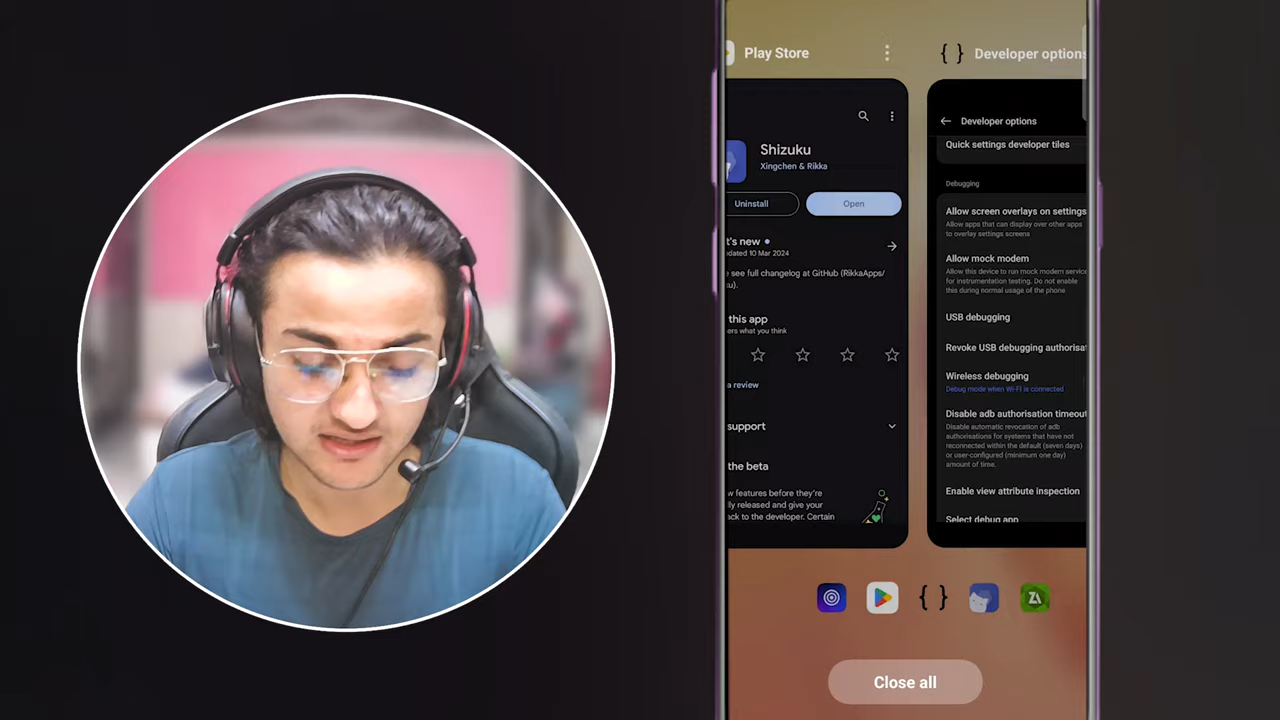 Play Store
Shizuku
Xingchen & Rikka
Uninstall
Open
t's new
dated 10 Mar 2024
see full changelog at GitHub (RikkaApps/
u).
this app
ers what you think
a review
support
the beta
w features before they're
lly released and give your
ack to the developer. Certain
{ } Developer options
Developer options
Quick settings developer tiles
Debugging
Allow screen overlays on settings
Allow apps that can display over other apps
to overlay settings screens
Allow mock modem
Allow this device to run mock modem service
for instrumentation testing. Do not enable
this during normal usage of the phone
USB debugging
Revoke USB debugging authorisat
Wireless debugging
Debug mode when Wi-Fi is connected
Disable adb authorisation timeout
Disable automatic revocation of adb
authorisations for systems that have not
reconnected within the default (seven days)
or user-configured (minimum one day)
amount of time.
Enable view attribute inspection
Select debug app
{ }
Close all